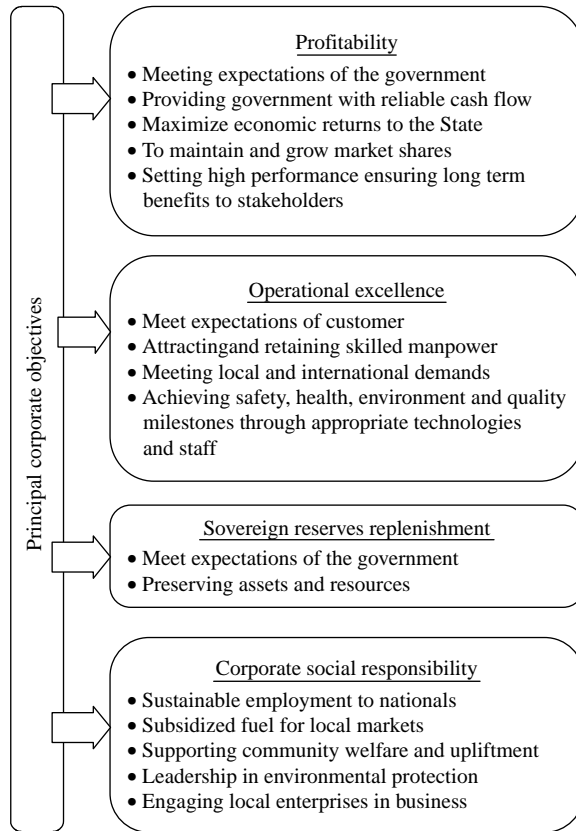 Principal corporate objectives
Profitability
• Meeting expectations of the government
• Providing government with reliable cash flow
• Maximize economic returns to the State
• To maintain and grow market shares
• Setting high performance ensuring long term
benefits to stakeholders
Operational excellence
• Meet expectations of customer
• Attractingand retaining skilled manpower
• Meeting local and international demands
• Achieving safety, health, environment and quality
milestones through appropriate technologies
and staff
Sovereign reserves replenishment
• Meet expectations of the government
• Preserving assets and resources
Corporate social responsibility
• Sustainable employment to nationals
• Subsidized fuel for local markets
• Supporting community welfare and upliftment
• Leadership in environmental protection
• Engaging local enterprises in business